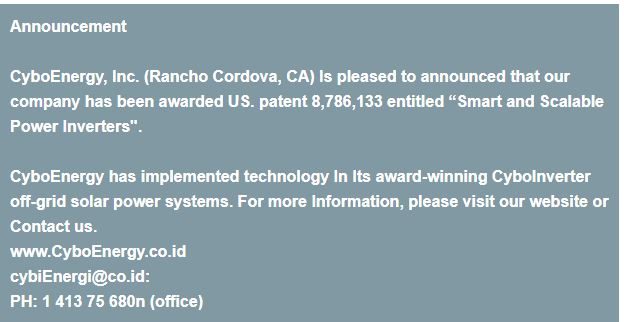 Announcement
CyboEnergy, Inc. (Rancho Cordova, CA) Is pleased to announced that our
company has been awarded US. patent 8,786,133 entitled “Smart and Scalable
Power Inverters".
CyboEnergy has implemented technology In Its award-winning CyboInverter
off-grid solar power systems. For more Information, please visit our website or
Contact us.
www.CyboEnergy.co.id
cybiEnergi@co.id:
PH: 1 413 75 680n (office)